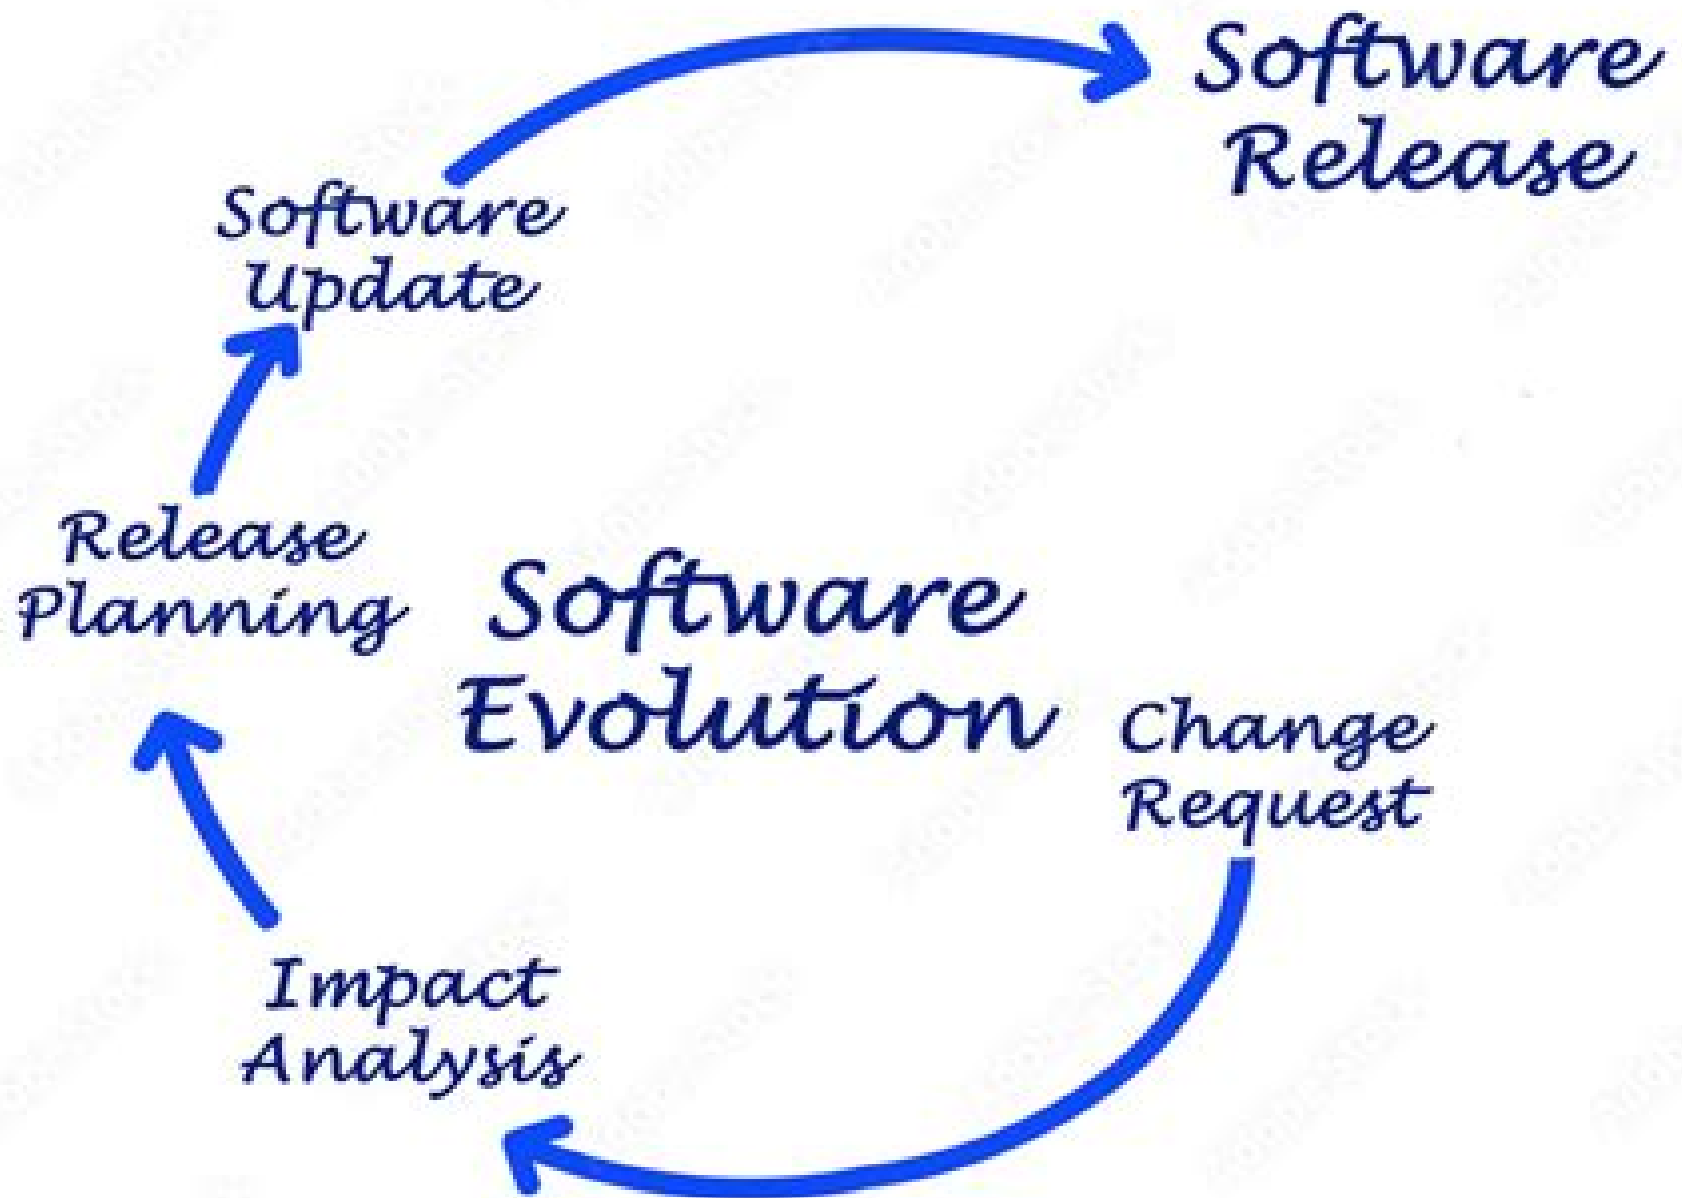 Software
Release
Software
Update
Release
Planning
Software
Evolution
Change
Request
Impact
Analysis